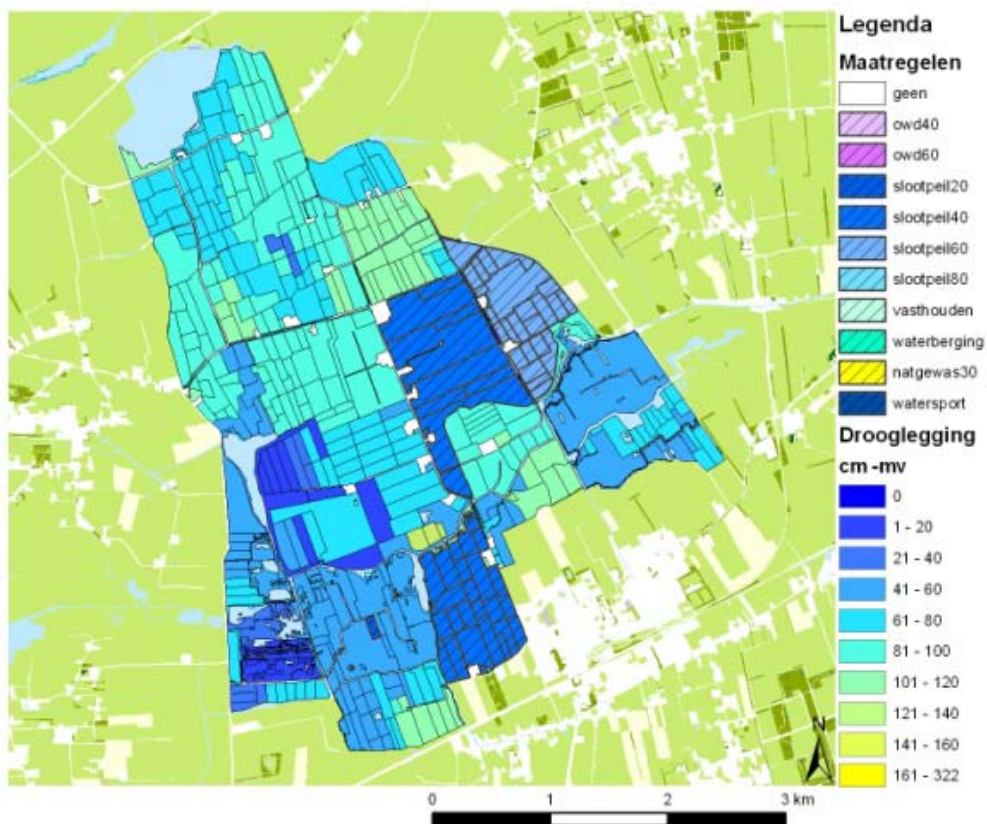 Legenda
Maatregelen
geen
owd40
owd60
slootpeil20
slootpeil40
slootpeil60
slootpeil80
vasthouden
waterberging
natgewas30
watersport
Drooglegging
cm -mv
0
1 - 20
21 - 40
41 - 60
61 - 80
81 - 100
101 - 120
121 - 140
141 - 160
161 - 322
N
0 1 2 3 km